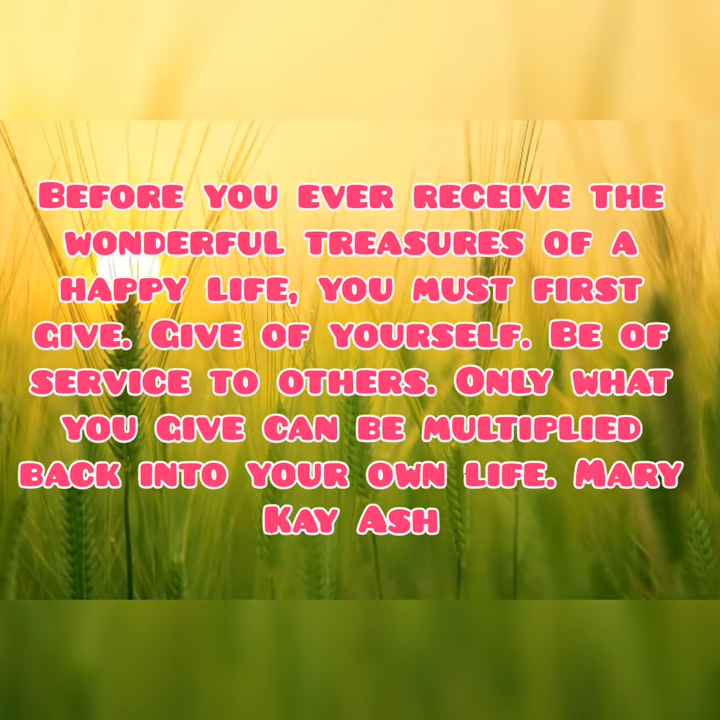 Before you ever receive the
wonderful treasures of a
happy life, you must first
give. Give of yourself. Be of
service to others. Only what
you give can be multiplied
back into your own life. Mary
Kay Ash